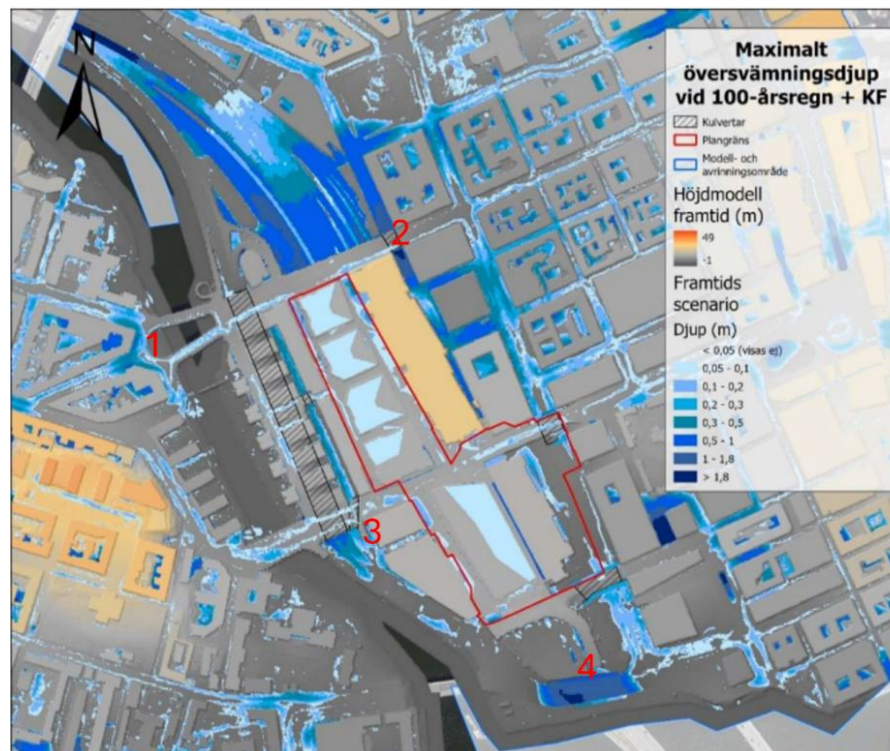 N
Maximalt
översvämningsdjup
vid 100-årsregn + KF
Kulvertar
Plangräns
Modell- och
avrinningsområde
Höjdmodell
framtid (m)
49
-1
Framtids
scenario
Djup (m)
< 0,05 (visas ej)
0,05 - 0,1
0,1 - 0,2
0,2 - 0,3
0,3 - 0,5
0,5 - 1
1 - 1,8
> 1,8
2
1
3
4